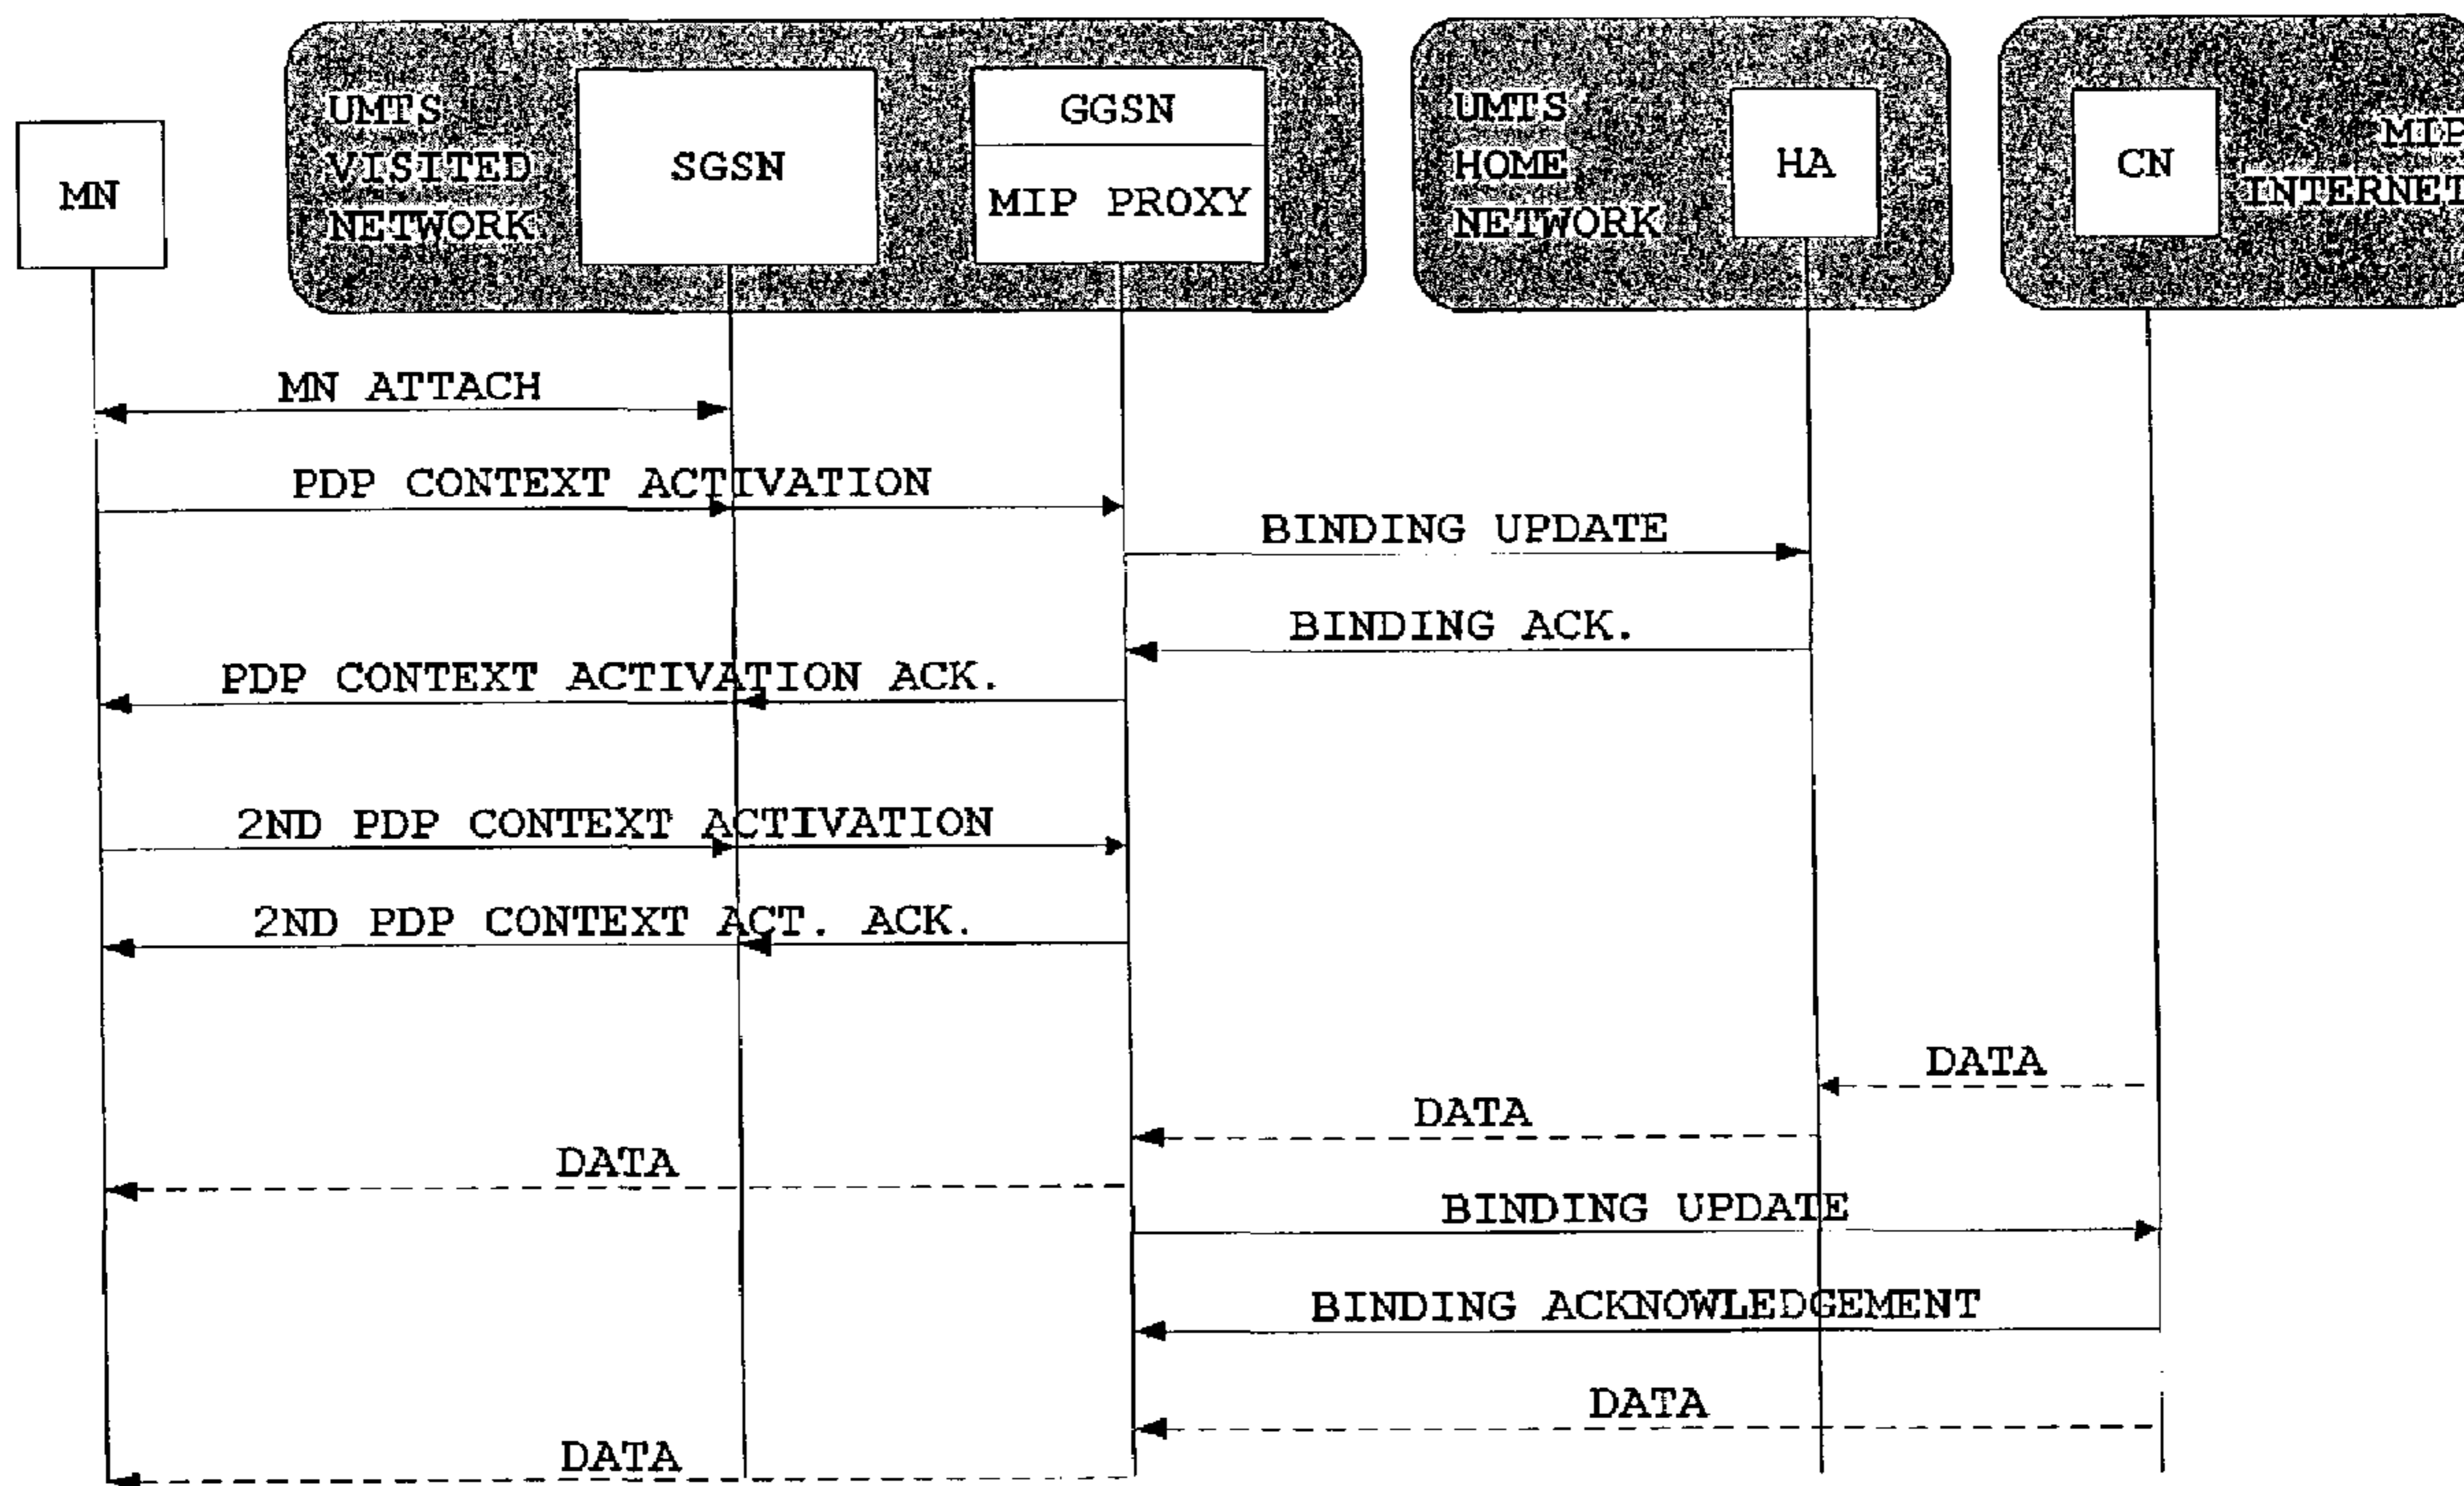 MN
UMTS
VISITED
NETWORK
SGSN
GGSN
MIP PROXY
UMTS
HOME
NETWORK
HA
CN
MIP
INTERNET
MN ATTACH
PDP CONTEXT ACTIVATION
BINDING UPDATE
BINDING ACK.
PDP CONTEXT ACTIVATION ACK.
2ND PDP CONTEXT ACTIVATION
2ND PDP CONTEXT ACT. ACK.
DATA
DATA
DATA
BINDING UPDATE
BINDING ACKNOWLEDGEMENT
DATA
DATA